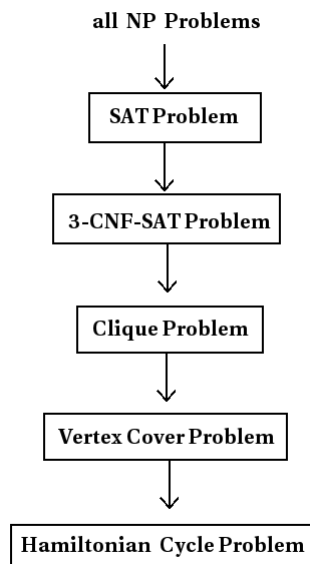 all NP Problems
SAT Problem
3-CNF-SAT Problem
Clique Problem
Vertex Cover Problem
Hamiltonian Cycle Problem